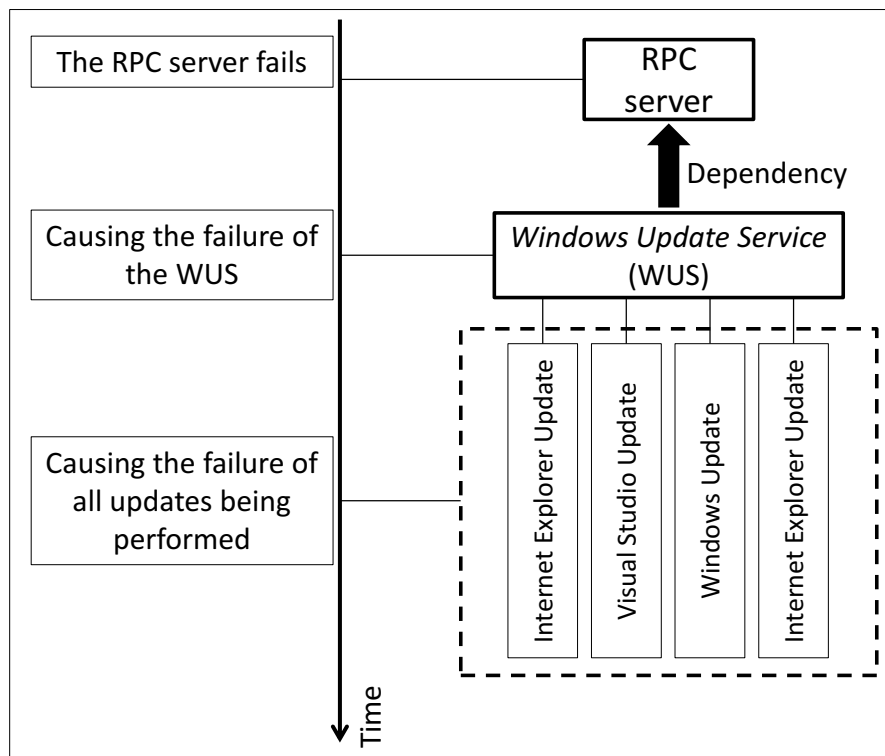 The RPC server fails
RPC
server
Dependency
Causing the failure of
the WUS
Windows Update Service
(WUS)
Internet Explorer Update
Visual Studio Update
Windows Update
Internet Explorer Update
Causing the failure of
all updates being
performed
Time